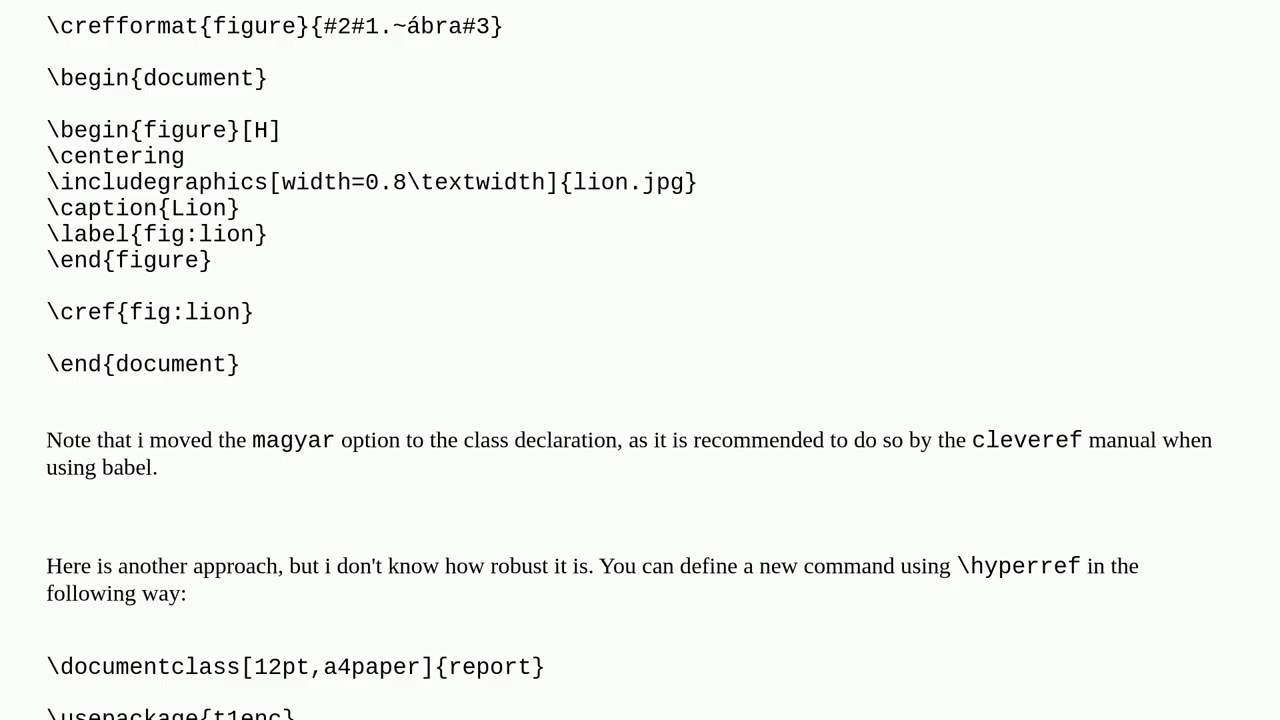 \crefformat{figure}{#2#1.~ábra#3}
\begin{document}
\begin{figure}[H]
\centering
\includegraphics[width=0.8\textwidth]{lion.jpg}
\caption{Lion}
\label{fig:lion}
\end{figure}
\cref{fig:lion}
\end{document}
Note that i moved the magyar option to the class declaration, as it is recommended to do so by the cleveref manual when
using babel.
Here is another approach, but i don't know how robust it is. You can define a new command using \hyperref in the
following way:
\documentclass[12pt,a4paper]{report}
\usepackage{t1enc}